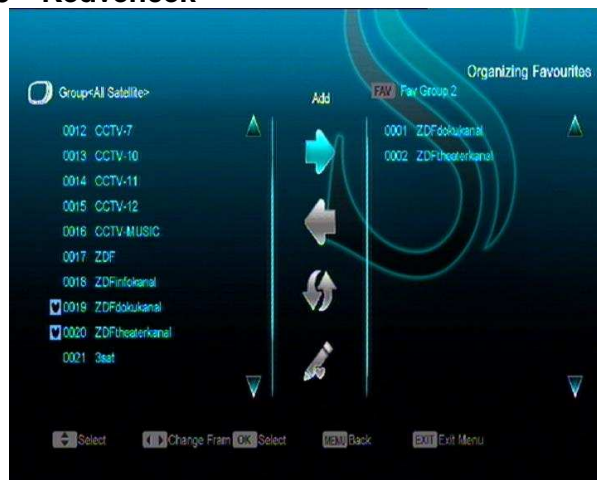 Organizing Favourites
Group<All Satellite>
Add
FAV Fav Group 2
0012 CCTV-7
0013 CCTV-10
0014 CCTV-11
0015 CCTV-12
0016 CCTV-MUSIC
0017 ZDF
0018 ZDFinfokanal
0019 ZDFdokukanal
0020 ZDFtheaterkanal
0021 3sat
0001 ZDFdokukanal
0002 ZDFtheaterkanal
Select Change Fram OK Select MENU Back EXIT Exit Menu